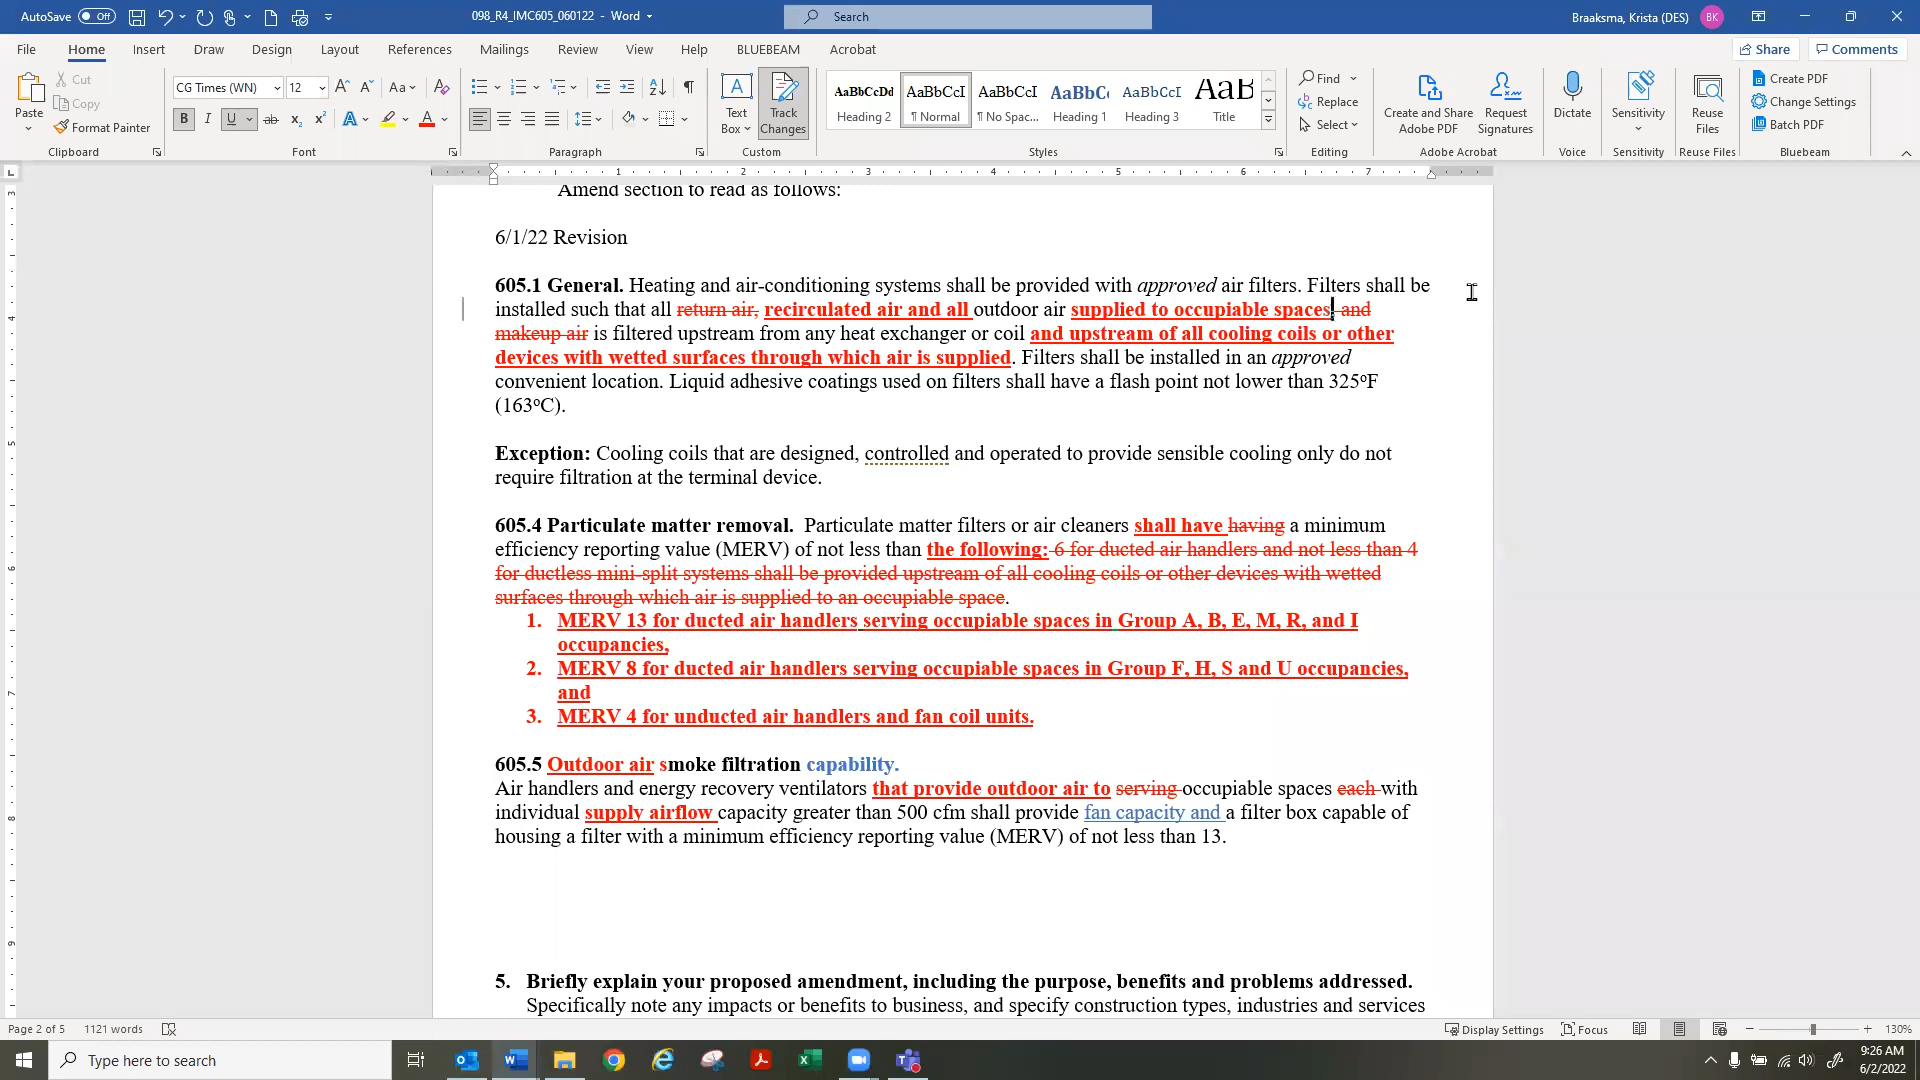 AutoSave Off
098_R4_IMC605_060122 - Word
Search
Braaksma, Krista (DES) BK
File Home Insert Draw Design Layout References Mailings Review View Help BLUEBEAM Acrobat
Share Comments
Paste
Cut
Copy
Format Painter
Clipboard
CG Times (WN) 12
Font
Paragraph
Text Box
Track Changes
Custom
AaBbCcDd Heading 2
AaBbCcI ¶ Normal
AaBbCcI ¶ No Spac...
AaBbCc Heading 1
AaBbCcI Heading 3
AaB Title
Styles
Find
Replace
Select
Editing
Create and Share Adobe PDF
Request Signatures
Adobe Acrobat
Dictate
Voice
Sensitivity
Sensitivity
Reuse Files
Reuse Files
Create PDF
Change Settings
Batch PDF
Bluebeam
1 2 3 4 5 6 7
Amend section to read as follows:
6/1/22 Revision
605.1 General. Heating and air-conditioning systems shall be provided with approved air filters. Filters shall be
installed such that all return air, recirculated air and all outdoor air supplied to occupiable spaces, and
makeup air is filtered upstream from any heat exchanger or coil and upstream of all cooling coils or other
devices with wetted surfaces through which air is supplied. Filters shall be installed in an approved
convenient location. Liquid adhesive coatings used on filters shall have a flash point not lower than 325ºF
(163ºC).
Exception: Cooling coils that are designed, controlled and operated to provide sensible cooling only do not
require filtration at the terminal device.
605.4 Particulate matter removal. Particulate matter filters or air cleaners shall have having a minimum
efficiency reporting value (MERV) of not less than the following: 6 for ducted air handlers and not less than 4
for ductless mini-split systems shall be provided upstream of all cooling coils or other devices with wetted
surfaces through which air is supplied to an occupiable space.
1. MERV 13 for ducted air handlers serving occupiable spaces in Group A, B, E, M, R, and I
occupancies,
2. MERV 8 for ducted air handlers serving occupiable spaces in Group F, H, S and U occupancies,
and
3. MERV 4 for unducted air handlers and fan coil units.
605.5 Outdoor air smoke filtration capability.
Air handlers and energy recovery ventilators that provide outdoor air to serving occupiable spaces each with
individual supply airflow capacity greater than 500 cfm shall provide fan capacity and a filter box capable of
housing a filter with a minimum efficiency reporting value (MERV) of not less than 13.
5. Briefly explain your proposed amendment, including the purpose, benefits and problems addressed.
Specifically note any impacts or benefits to business, and specify construction types, industries and services
Page 2 of 5 1121 words
Display Settings Focus 130%
Type here to search
9:26 AM
6/2/2022